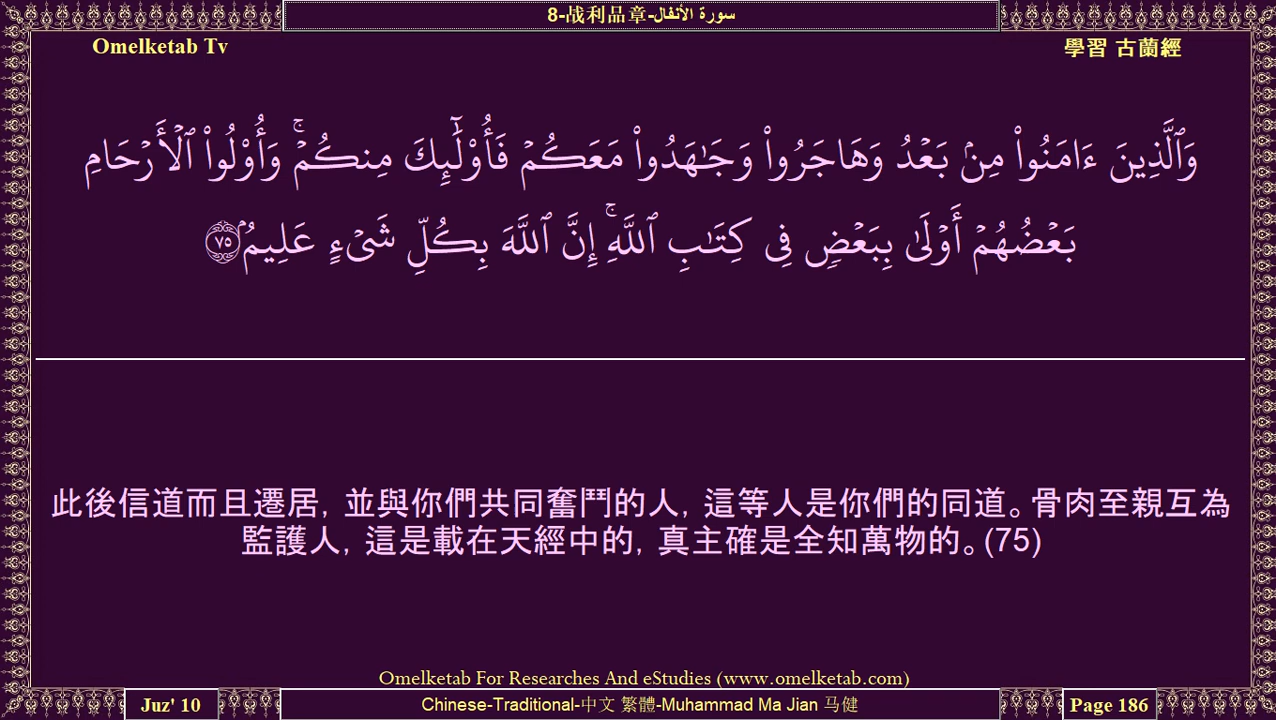 8-战利品章-سورة الأنفال
Omelketab Tv
學習 古蘭經
وَٱلَّذِينَ ءَامَنُوا۟ مِنۢ بَعْدُ وَهَاجَرُوا۟ وَجَـٰهَدُوا۟ مَعَكُمْ فَأُو۟لَـٰٓئِكَ مِنكُمْ ۚ وَأُو۟لُوا۟ ٱلْأَرْحَامِ
بَعْضُهُمْ أَوْلَىٰ بِبَعْضٍ فِى كِتَـٰبِ ٱللَّهِ ۗ إِنَّ ٱللَّهَ بِكُلِّ شَىْءٍ عَلِيمٌۢ ﴿٧٥﴾
此後信道而且遷居, 並與你們共同奮鬥的人, 這等人是你們的同道。骨肉至親互為
監護人, 這是載在天經中的, 真主確是全知萬物的。(75)
Omelketab For Researches And eStudies (www.omelketab.com)
Juz' 10
Chinese-Traditional-中文 繁體-Muhammad Ma Jian 马健
Page 186